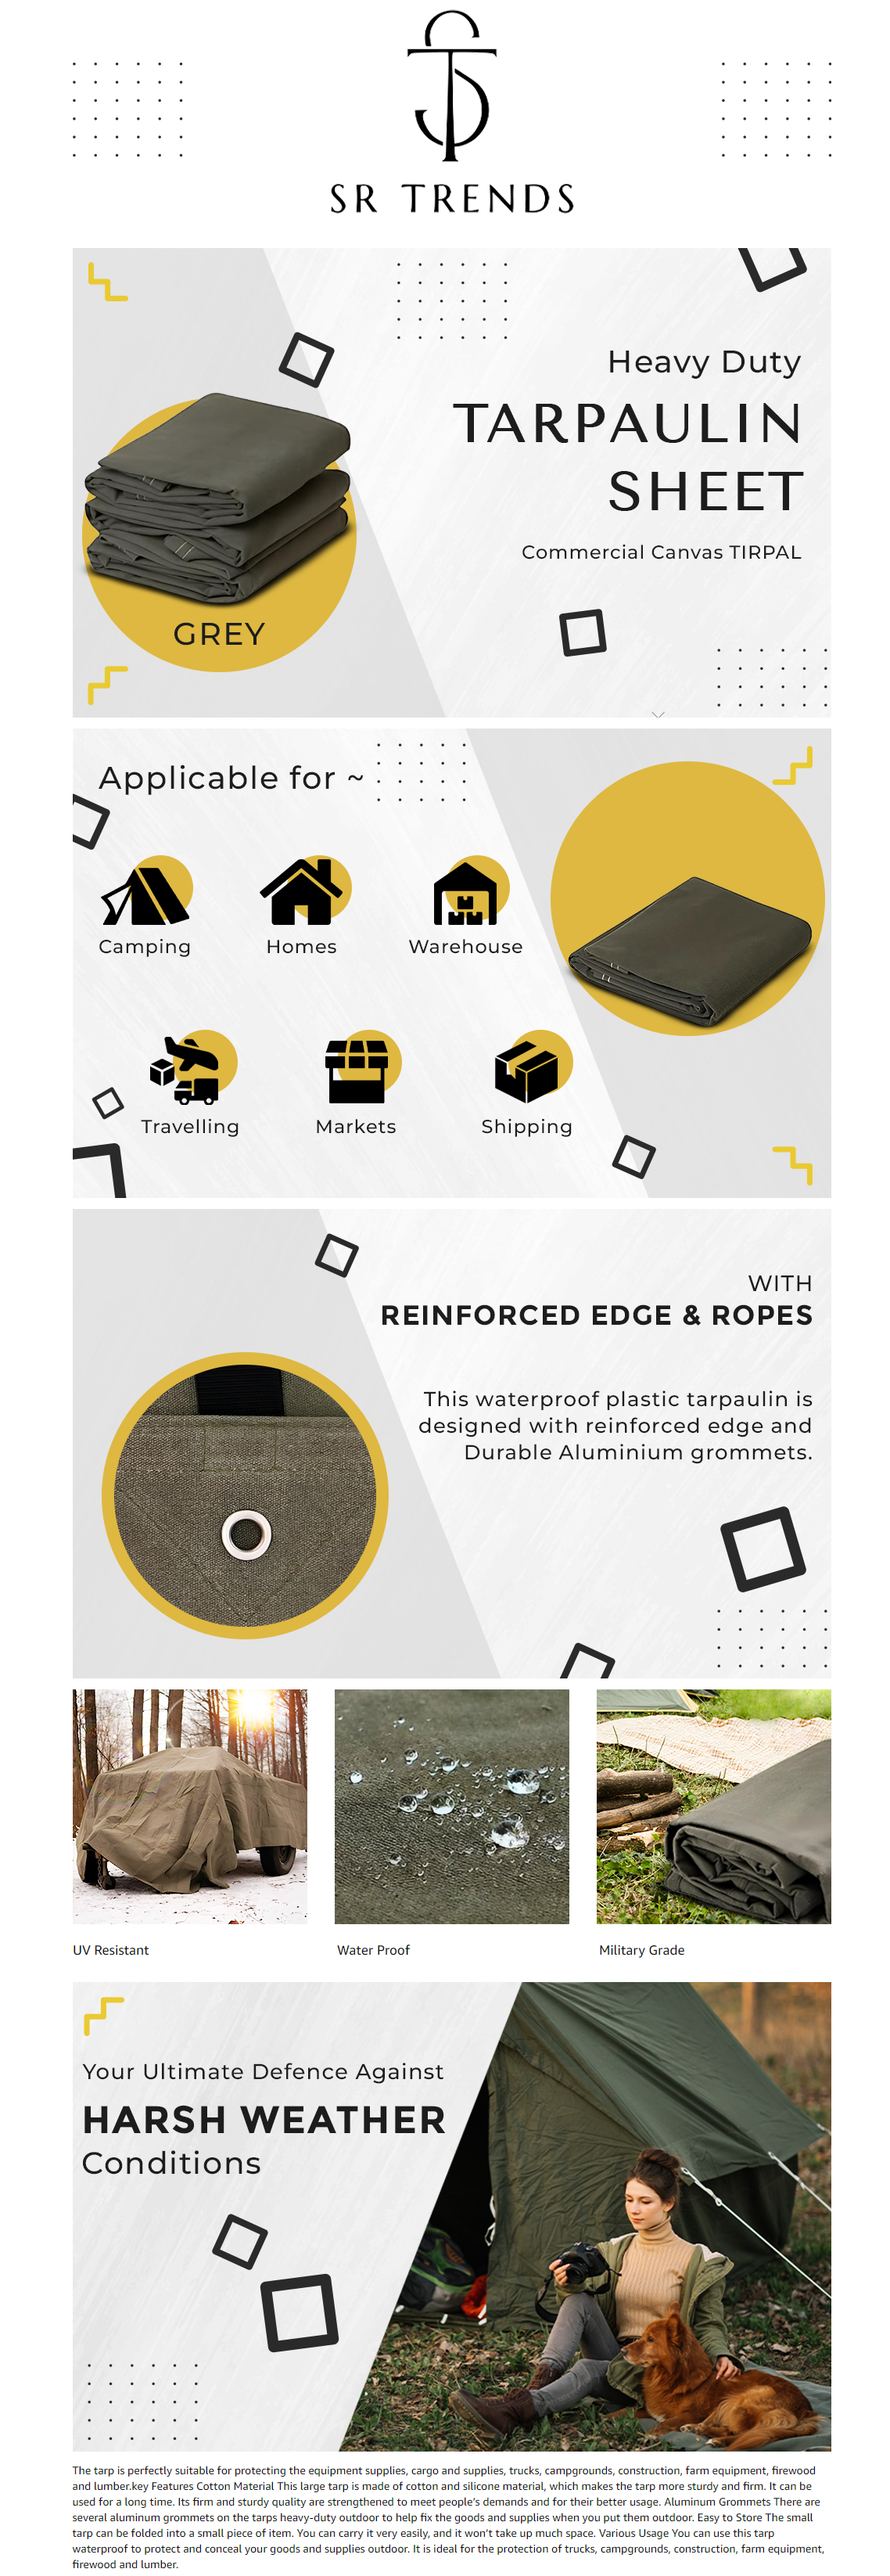 SR TRENDS
Heavy Duty
TARPAULIN
SHEET
Commercial Canvas TIRPAL
GREY
Applicable for ~
Camping
Homes
Warehouse
Travelling
Markets
Shipping
WITH
REINFORCED EDGE & ROPES
This waterproof plastic tarpaulin is
designed with reinforced edge and
Durable Aluminium grommets.
UV Resistant
Water Proof
Military Grade
Your Ultimate Defence Against
HARSH WEATHER
Conditions
The tarp is perfectly suitable for protecting the equipment supplies, cargo and supplies, trucks, campgrounds, construction, farm equipment, firewood
and lumber.key Features Cotton Material This large tarp is made of cotton and silicone material, which makes the tarp more sturdy and firm. It can be
used for a long time. Its firm and sturdy quality are strengthened to meet people's demands and for their better usage. Aluminum Grommets There are
several aluminum grommets on the tarps heavy-duty outdoor to help fix the goods and supplies when you put them outdoor. Easy to Store The small
tarp can be folded into a small piece of item. You can carry it very easily, and it won't take up much space. Various Usage You can use this tarp
waterproof to protect and conceal your goods and supplies outdoor. It is ideal for the protection of trucks, campgrounds, construction, farm equipment,
firewood and lumber.